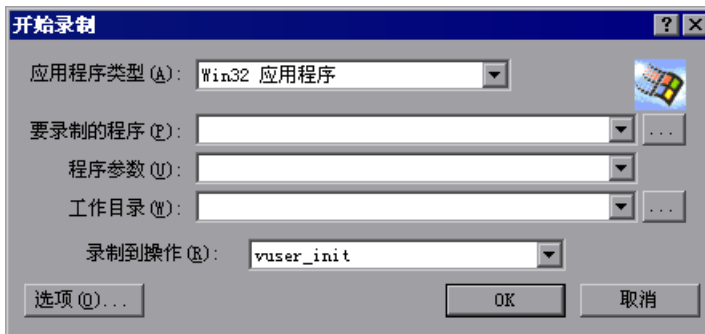 开始录制
应用程序类型(A): Win32 应用程序
要录制的程序(P): ...
程序参数(U):
工作目录(W): ...
录制到操作(R): vuser_init
选项(O)... OK 取消